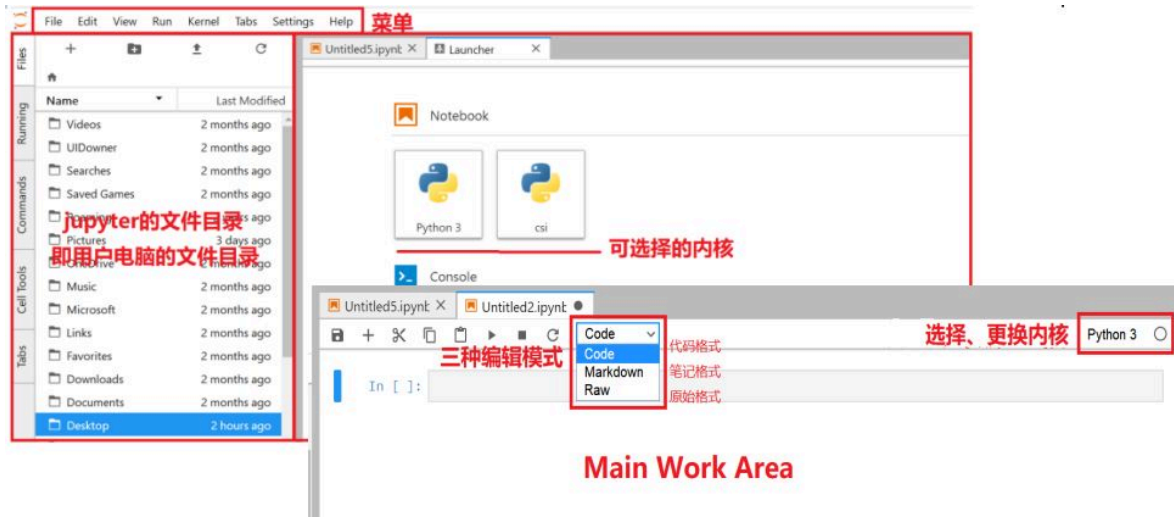 File Edit View Run Kernel Tabs Settings Help 菜单
Files
Running
Commands
Cell Tools
Tabs
Name Last Modified
Videos 2 months ago
UIDowner 2 months ago
Searches 2 months ago
Saved Games 2 months ago
jupyter的文件目录
Pictures 3 days ago
即用户电脑的文件目录
OneDrive
Music 2 months ago
Microsoft 2 months ago
Links 2 months ago
Favorites 2 months ago
Downloads 2 months ago
Documents 2 months ago
Desktop 2 hours ago
Untitled5.ipynb Launcher
Notebook
Python 3 csi
可选择的内核
Console
Untitled5.ipynb Untitled2.ipynb
Code
三种编辑模式
Code 代码格式
Markdown 笔记格式
Raw 原始格式
选择、更换内核 Python 3
In [ ]:
Main Work Area